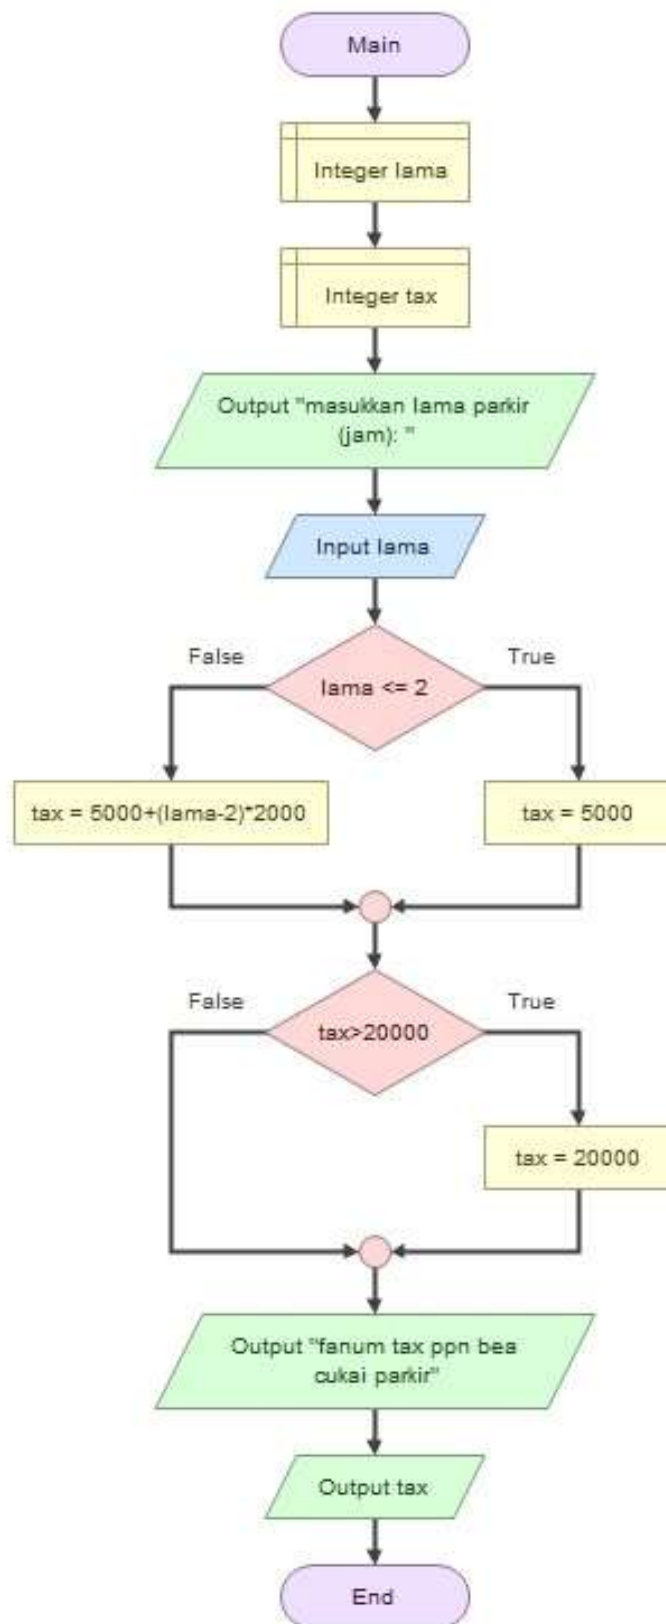 Main
Integer lama
Integer tax
Output "masukkan lama parkir
(jam): "
Input lama
False
True
lama <= 2
tax = 5000+(lama-2)*2000
tax = 5000
False
True
tax>20000
tax = 20000
Output "fanum tax ppn bea
cukai parkir"
Output tax
End